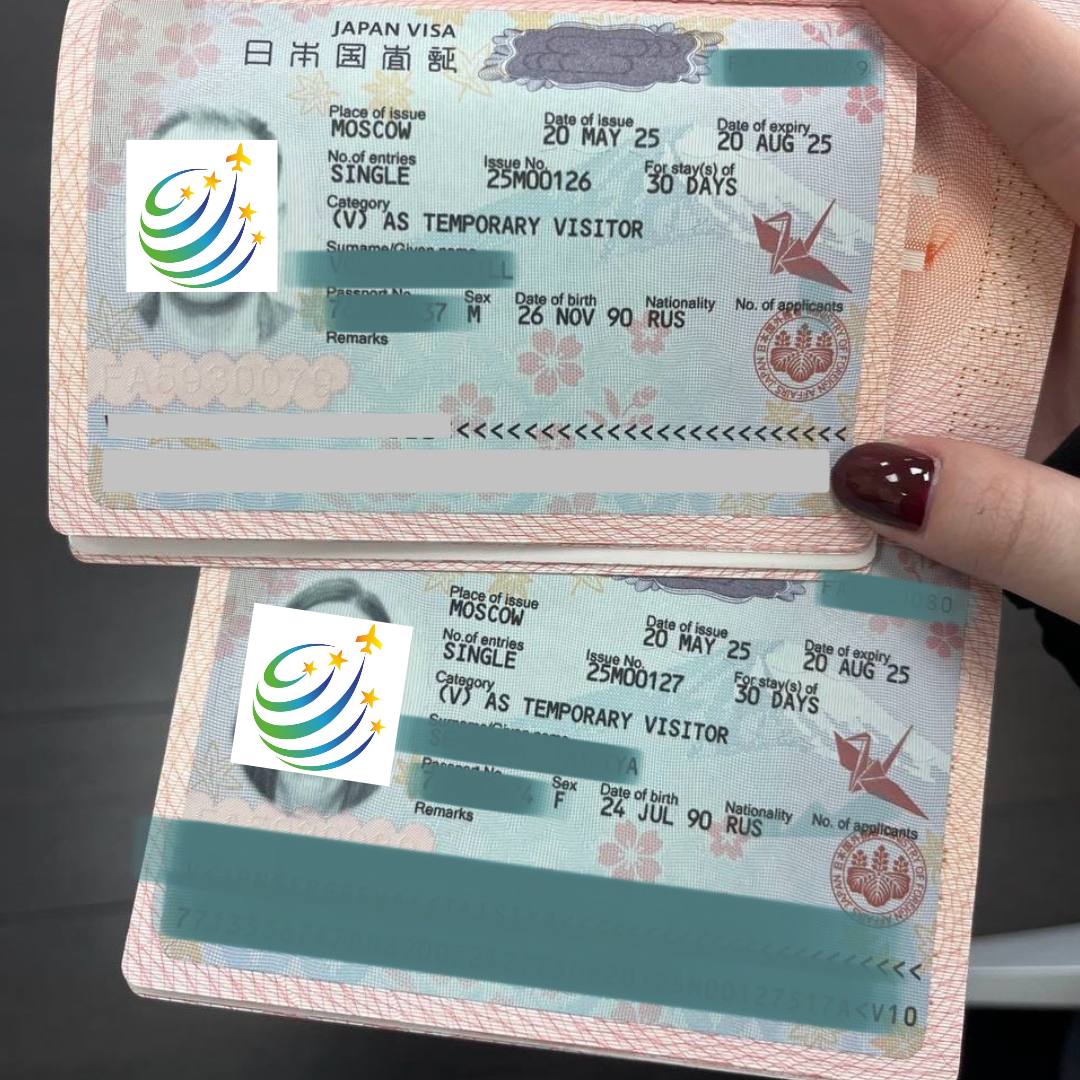 JAPAN VISA
日本国査証
Place of issue
MOSCOW
Date of issue
20 MAY 25
Date of expiry
20 AUG 25
No.of entries
SINGLE
Issue No.
25M00126
For stay(s) of
30 DAYS
Category
(V) AS TEMPORARY VISITOR
Surname/Given name
Passport No.
Sex
M
Date of birth
26 NOV 90
Nationality
RUS
No. of applicants
Remarks
<<<<<<<<<<<<<<<<<<<<<<<<<<
Place of issue
MOSCOW
Date of issue
20 MAY 25
Date of expiry
20 AUG 25
No.of entries
SINGLE
Issue No.
25M00127
For stay(s) of
30 DAYS
Category
(V) AS TEMPORARY VISITOR
Surname/Given name
Passport No.
Sex
F
Date of birth
24 JUL 90
Nationality
RUS
No. of applicants
Remarks
<V10